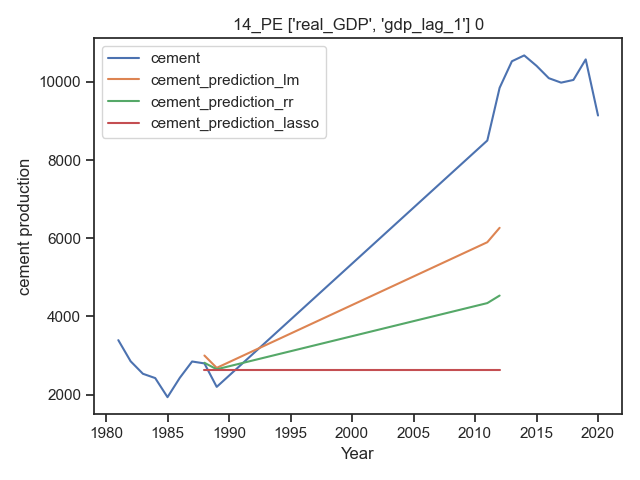 14_PE ['real_GDP', 'gdp_lag_1'] 0
cement
cement_prediction_lm
cement_prediction_rr
cement_prediction_lasso
cement production
10000
8000
6000
4000
2000
1980 1985 1990 1995 2000 2005 2010 2015 2020
Year